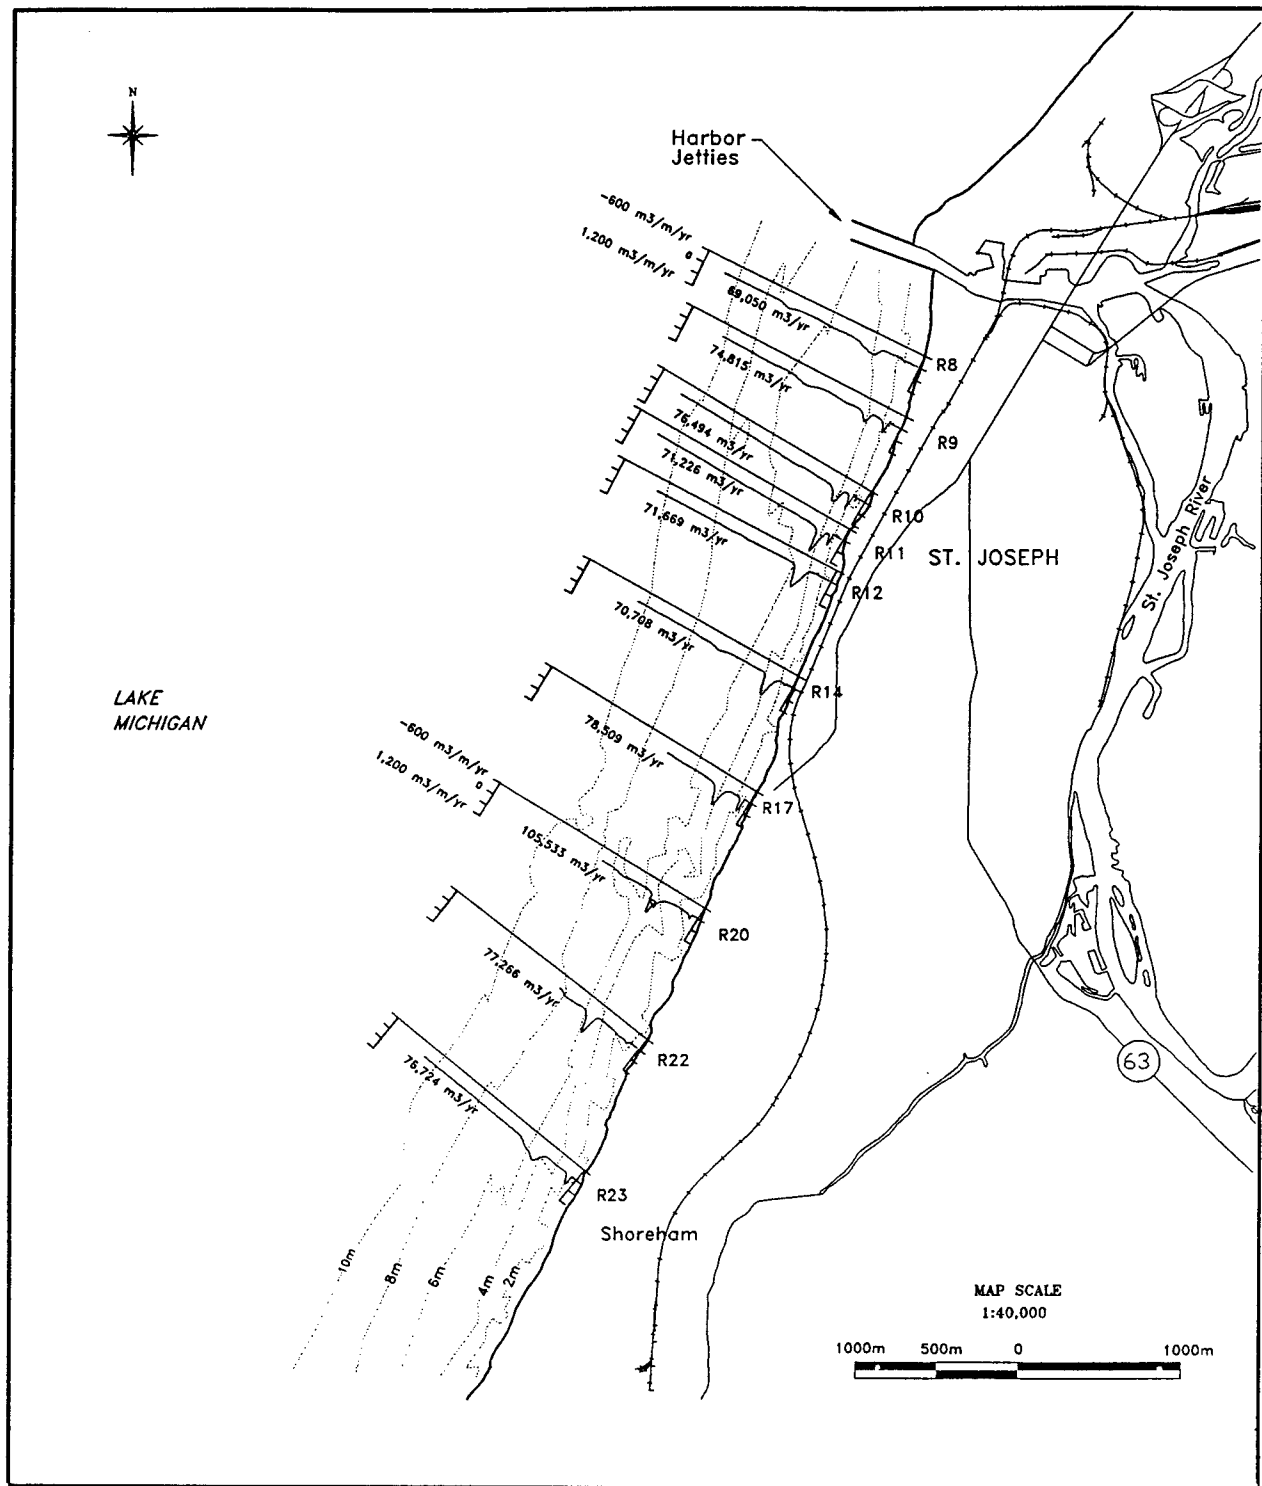 N
Harbor
Jetties
-600 m3/m/yr
0
1,200 m3/m/yr
69,050 m3/yr
R8
74,815 m3/yr
R9
76,494 m3/yr
R10
71,226 m3/yr
R11
ST. JOSEPH
71,669 m3/yr
R12
St. Joseph River
70,708 m3/yr
R14
LAKE
MICHIGAN
78,509 m3/yr
R17
-600 m3/m/yr
0
1,200 m3/m/yr
105,533 m3/yr
R20
77,266 m3/yr
R22
63
76,724 m3/yr
R23
Shoreham
10m
8m
6m
4m
2m
MAP SCALE
1:40,000
1000m 500m 0 1000m